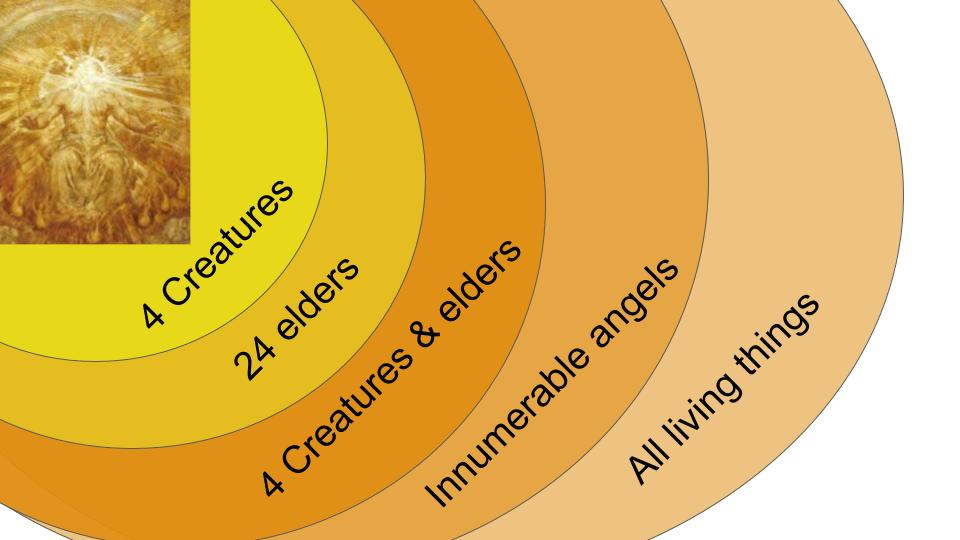 4 Creatures
24 elders
4 Creatures & elders
Innumerable angels
All living things